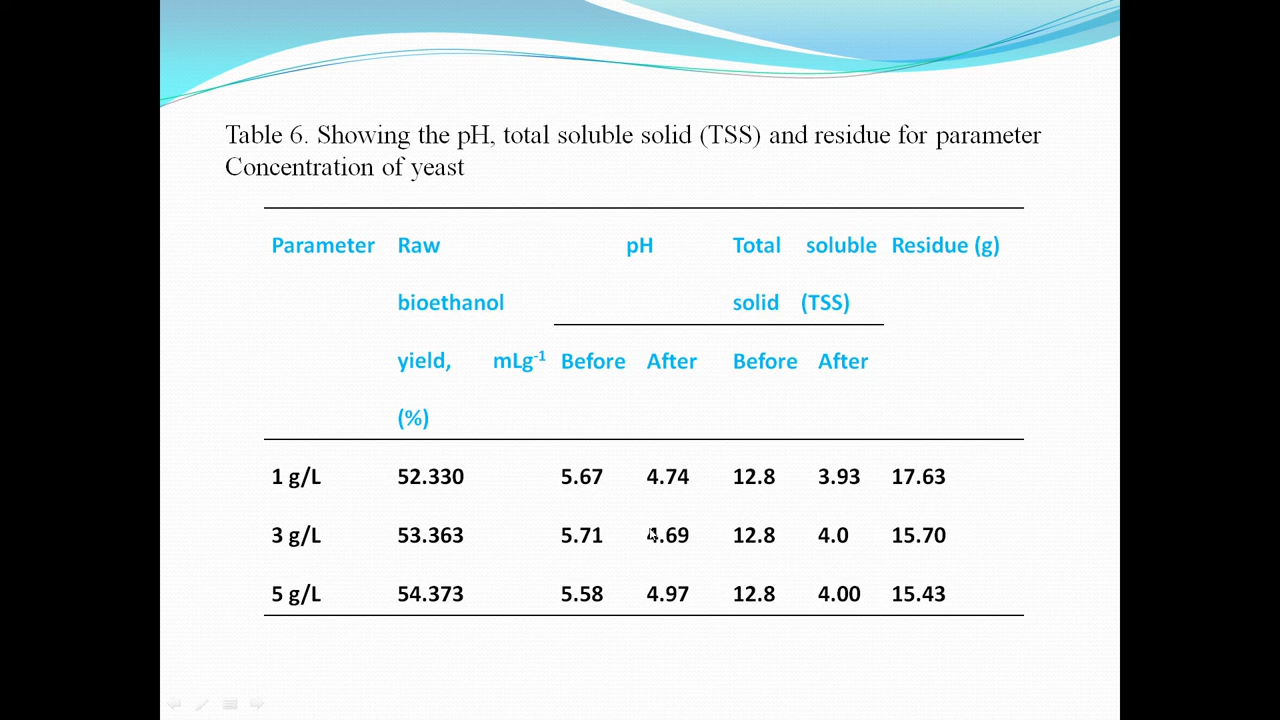 Table 6. Showing the pH, total soluble solid (TSS) and residue for parameter
Concentration of yeast
Parameter Raw pH Total soluble Residue (g)
bioethanol solid (TSS)
yield, mLg-1 Before After Before After
(%)
1 g/L 52.330 5.67 4.74 12.8 3.93 17.63
3 g/L 53.363 5.71 4.69 12.8 4.0 15.70
5 g/L 54.373 5.58 4.97 12.8 4.00 15.43